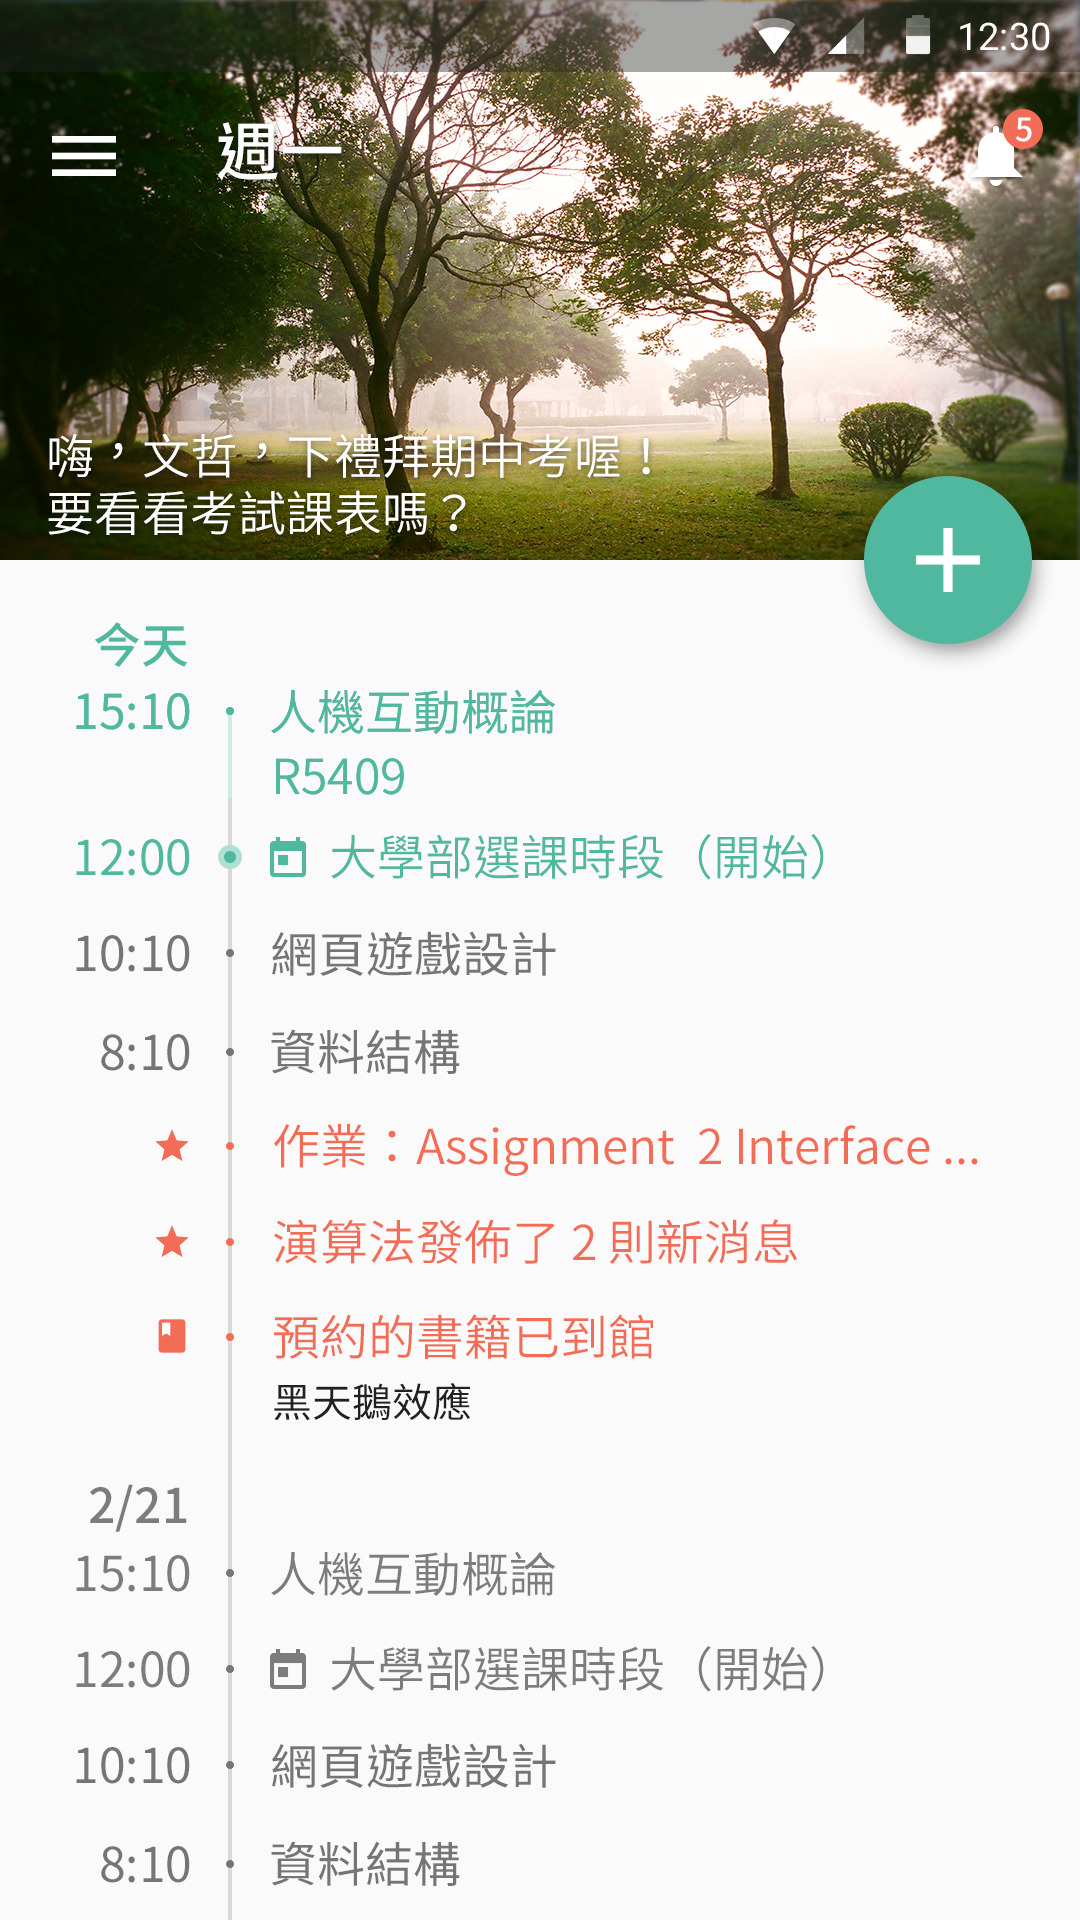 12:30
週一
5
嗨，文哲，下禮拜期中考喔！
要看看考試課表嗎？
今天
15:10 人機互動概論
R5409
12:00 大學部選課時段（開始）
10:10 網頁遊戲設計
8:10 資料結構
作業：Assignment 2 Interface ...
演算法發佈了 2 則新消息
預約的書籍已到館
黑天鵝效應
2/21
15:10 人機互動概論
12:00 大學部選課時段（開始）
10:10 網頁遊戲設計
8:10 資料結構